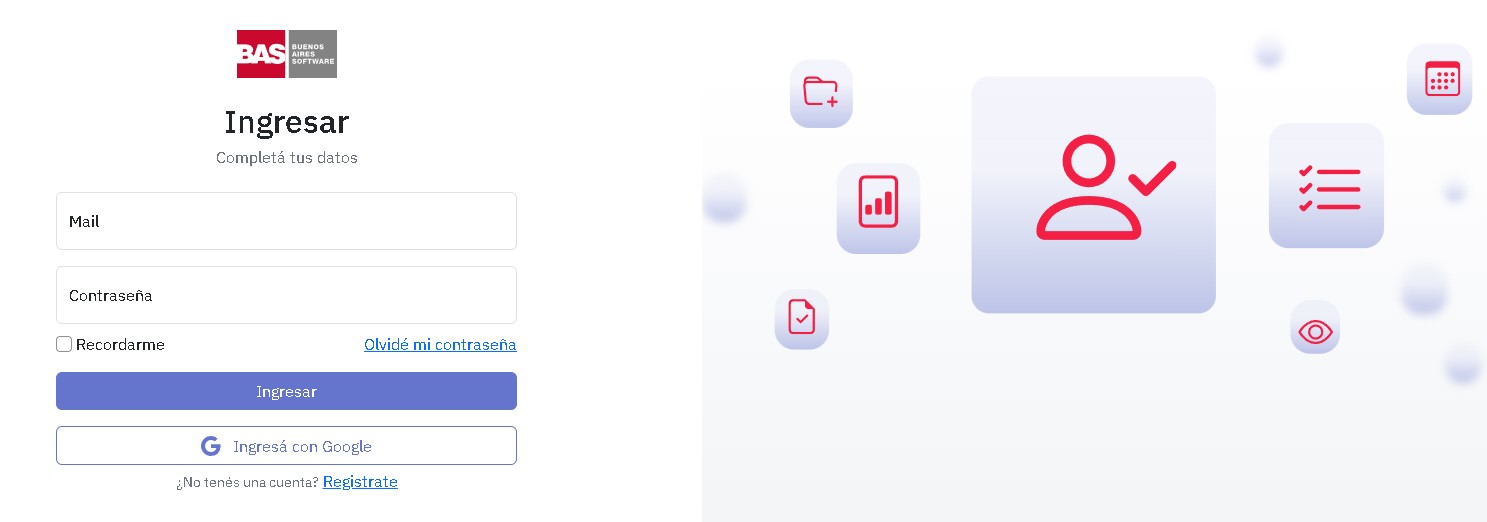 BAS BUENOS
AIRES
SOFTWARE
Ingresar
Completá tus datos
Mail
Contraseña
Recordarme Olvidé mi contraseña
Ingresar
G Ingresá con Google
¿No tenés una cuenta? Registrate